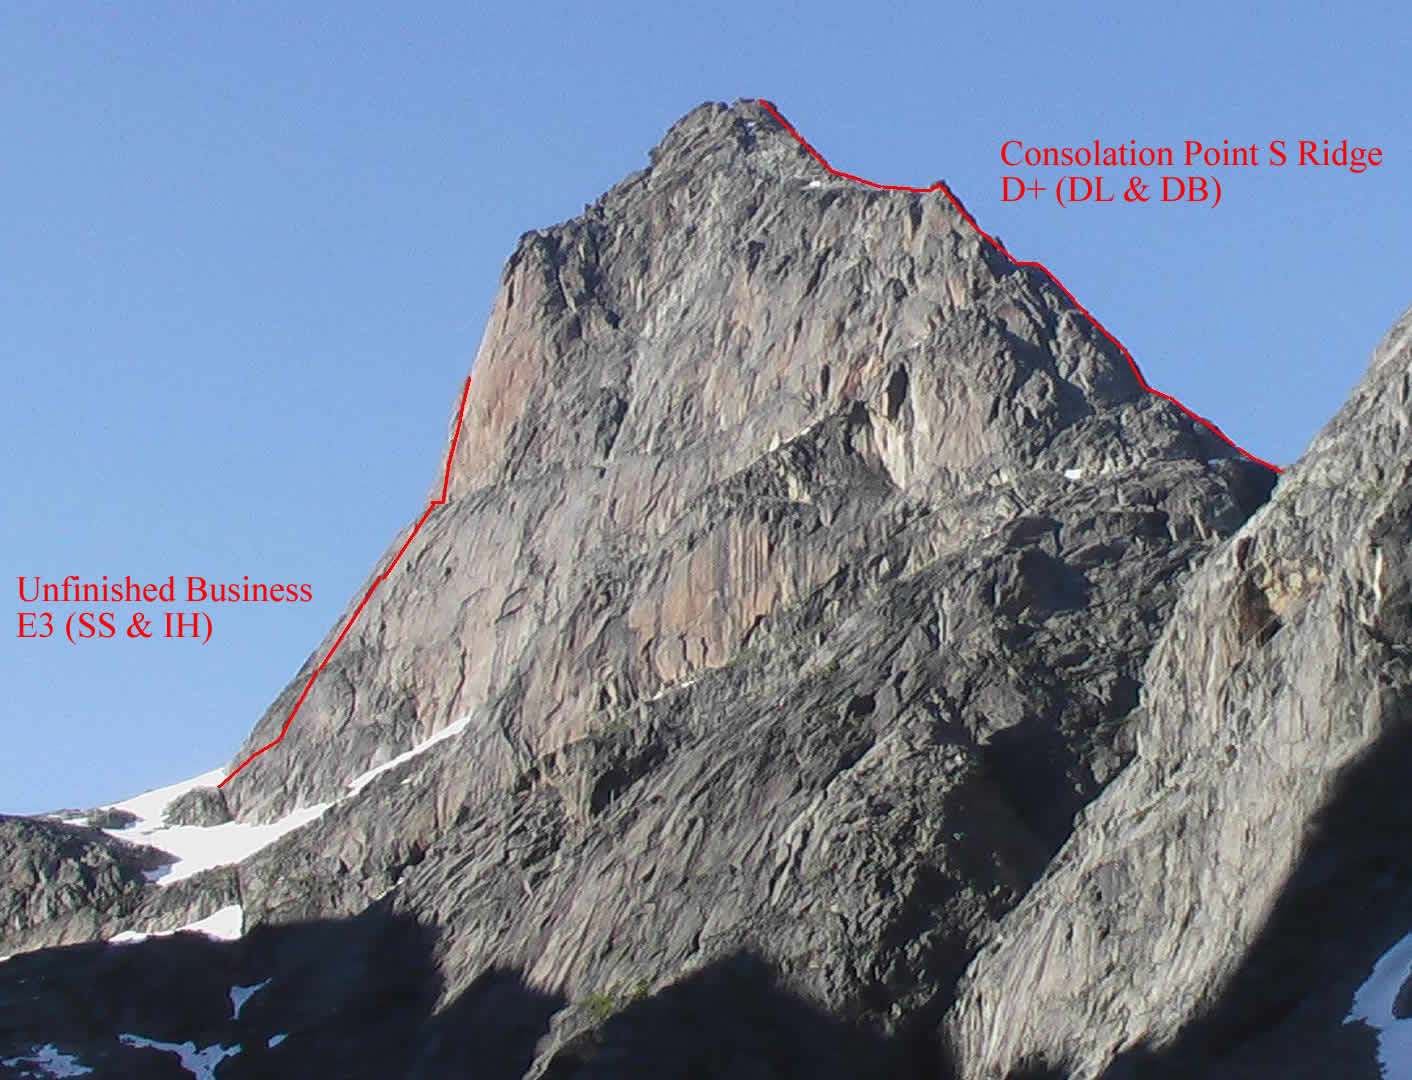 Consolation Point S Ridge
D+ (DL & DB)
Unfinished Business
E3 (SS & IH)